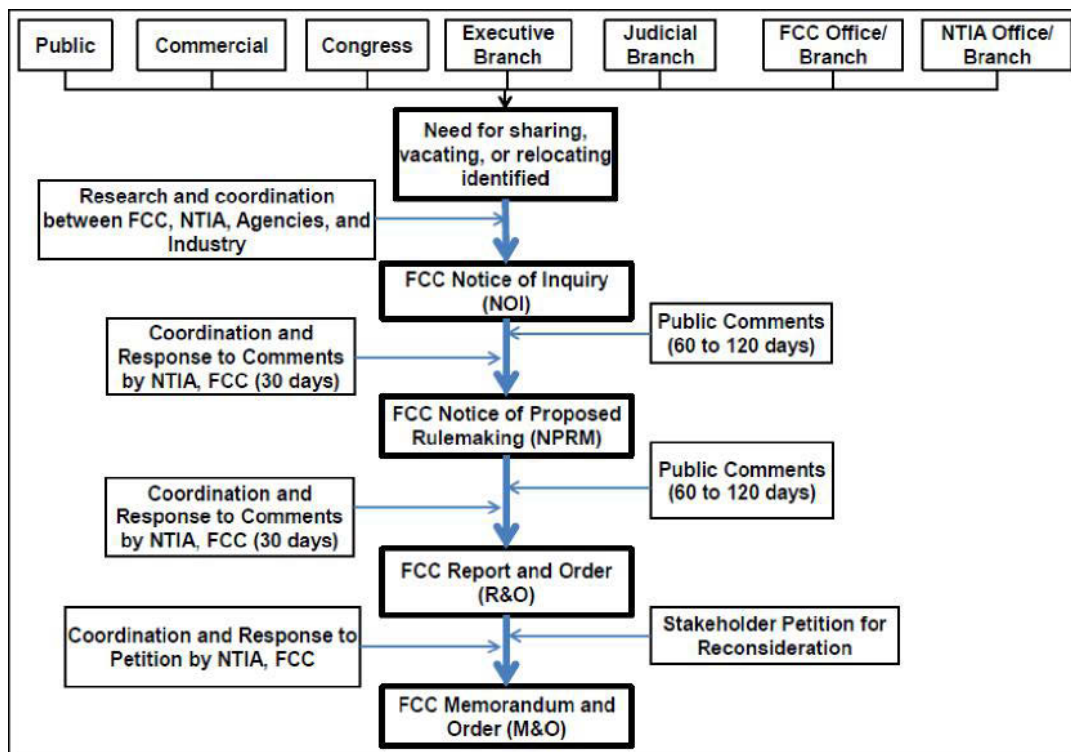 Public
Commercial
Congress
Executive
Branch
Judicial
Branch
FCC Office/
Branch
NTIA Office/
Branch
Need for sharing,
vacating, or relocating
identified
Research and coordination
between FCC, NTIA, Agencies, and
Industry
FCC Notice of Inquiry
(NOI)
Public Comments
(60 to 120 days)
Coordination and
Response to Comments
by NTIA, FCC (30 days)
FCC Notice of Proposed
Rulemaking (NPRM)
Public Comments
(60 to 120 days)
Coordination and
Response to Comments
by NTIA, FCC (30 days)
FCC Report and Order
(R&O)
Stakeholder Petition for
Reconsideration
Coordination and Response to
Petition by NTIA, FCC
FCC Memorandum and
Order (M&O)